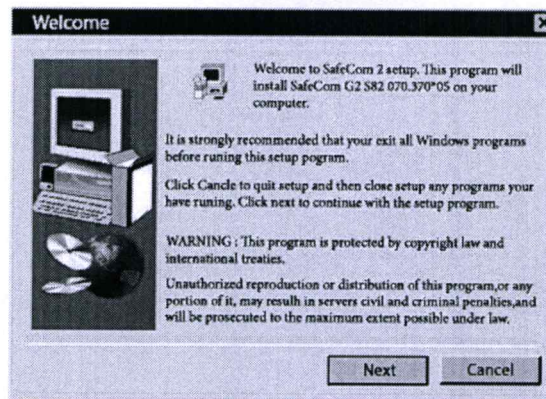 Welcome
Welcome to SafeCom 2 setup. This program will
install SafeCom G2 S82 070.370*05 on your
computer.
It is strongly recommended that your exit all Windows programs
before runing this setup pogram.
Click Cancle to quit setup and then close setup any programs your
have runing. Click next to continue with the setup program.
WARNING : This program is protected by copyright law and
international treaties.
Unauthorized reproduction or distribution of this program,or any
portion of it, may resulh in servers civil and criminal penalties,and
will be prosecuted to the maximum extent possible under law.
Next
Cancel